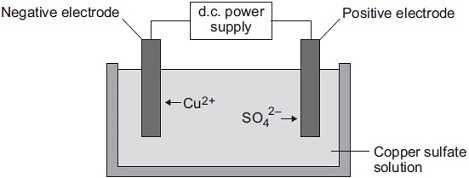 Negative electrode
d.c. power
supply
Positive electrode
Cu²⁺
SO₄²⁻
Copper sulfate
solution